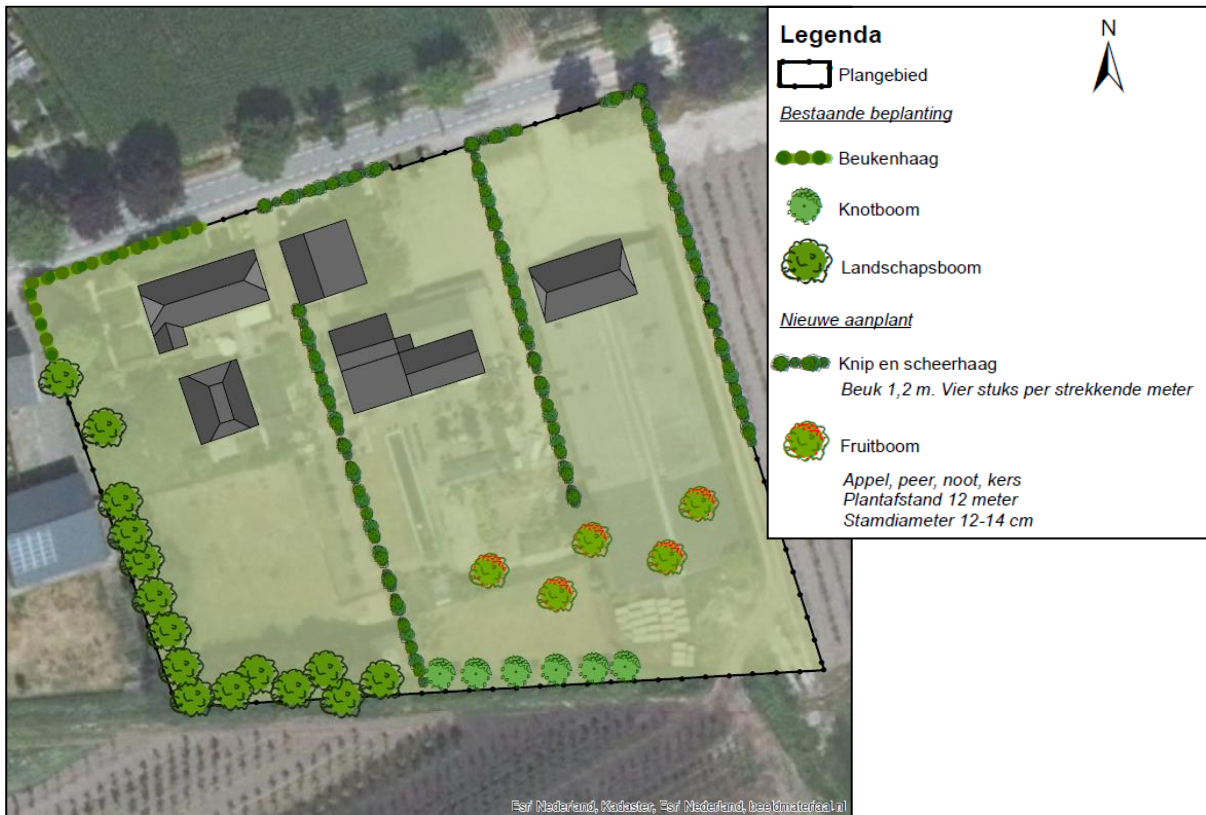 Legenda
N
Plangebied
Bestaande beplanting
Beukenhaag
Knotboom
Landschapsboom
Nieuwe aanplant
Knip en scheerhaag
Beuk 1,2 m. Vier stuks per strekkende meter
Fruitboom
Appel, peer, noot, kers
Plantafstand 12 meter
Stamdiameter 12-14 cm
Esri Nederland, Kadaster, Esri Nederland, beeldmateriaal.nl